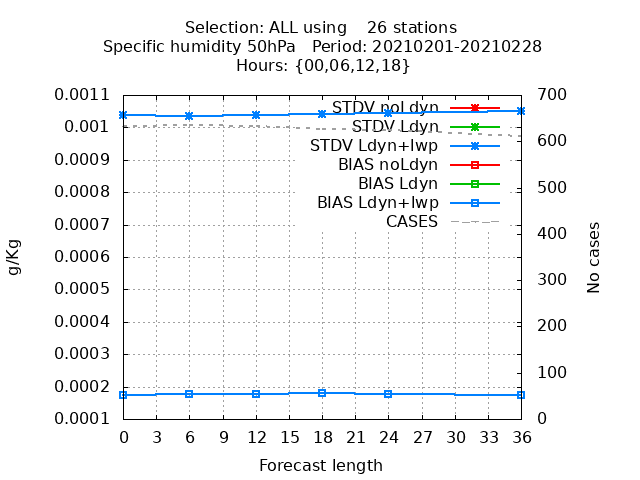 Selection: ALL using    26 stations
Specific humidity 50hPa   Period: 20210201-20210228
Hours: {00,06,12,18}
0.0011
0.001
0.0009
0.0008
0.0007
0.0006
0.0005
0.0004
0.0003
0.0002
0.0001
g/Kg
STDV noLdyn
STDV Ldyn
STDV Ldyn+lwp
BIAS noLdyn
BIAS Ldyn
BIAS Ldyn+lwp
CASES
700
600
500
400
300
200
100
0
No cases
0 3 6 9 12 15 18 21 24 27 30 33 36
Forecast length